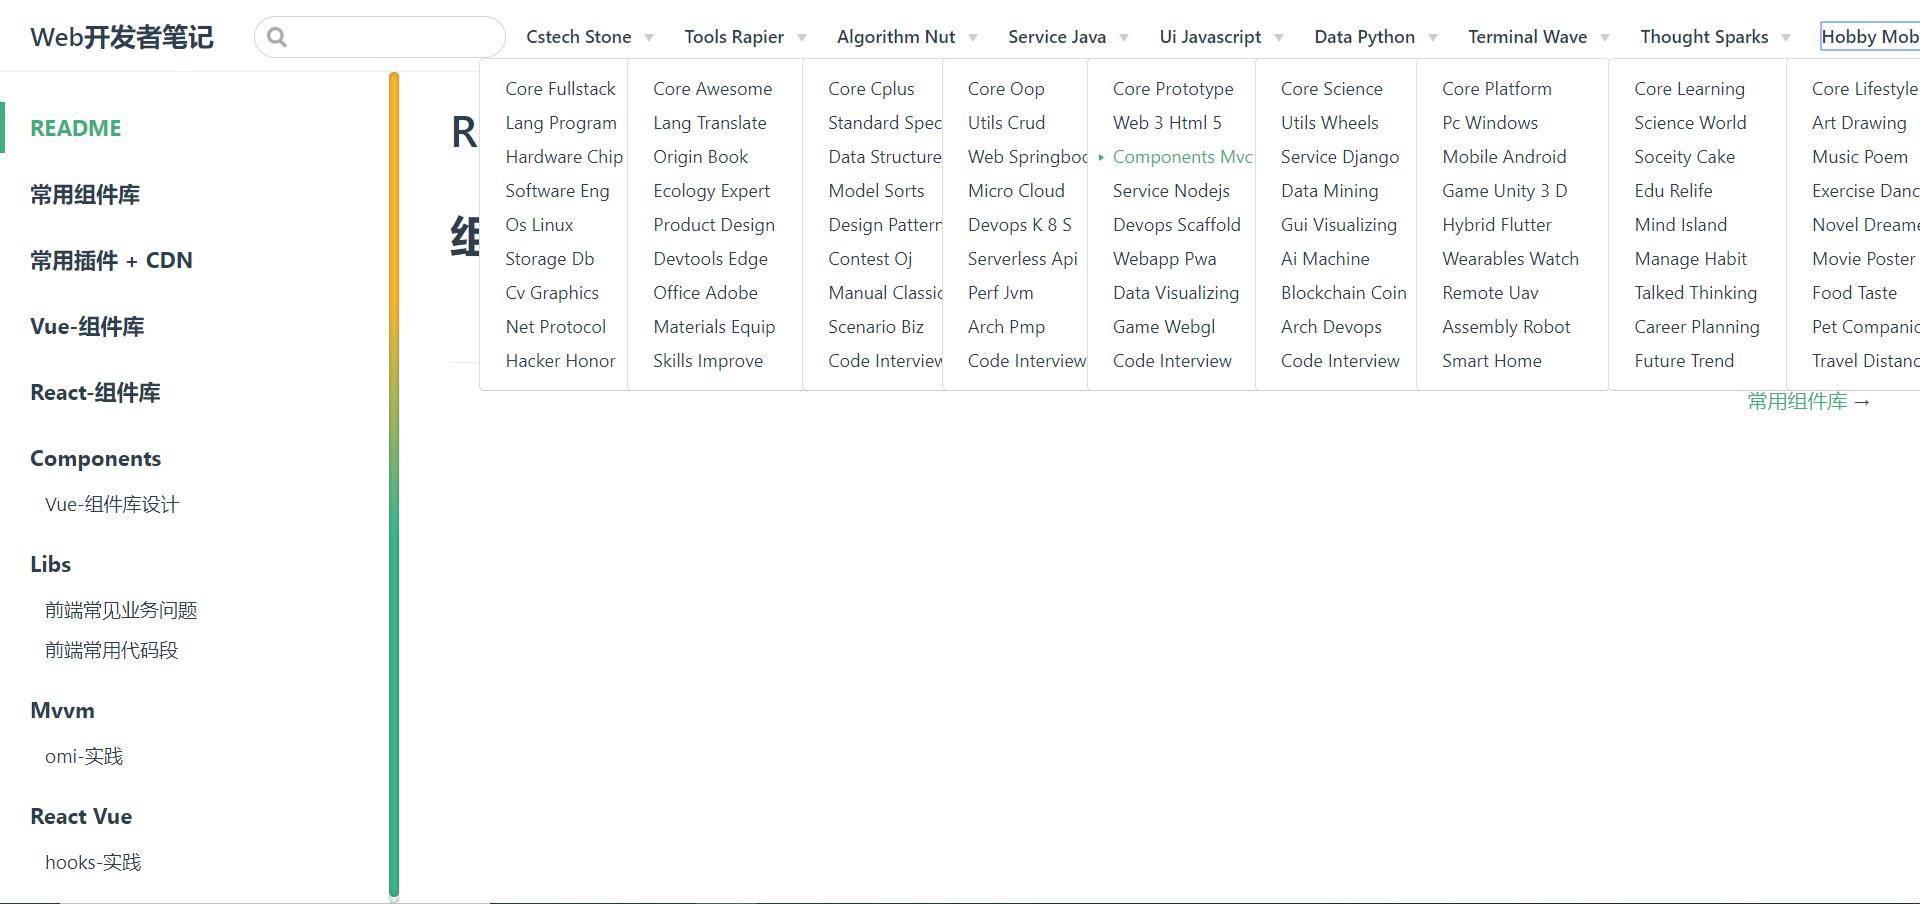 Web开发者笔记
Cstech Stone
Tools Rapier
Algorithm Nut
Service Java
Ui Javascript
Data Python
Terminal Wave
Thought Sparks
Hobby Mob
README
常用组件库
常用插件 + CDN
Vue-组件库
React-组件库
Components
Vue-组件库设计
Libs
前端常见业务问题
前端常用代码段
Mvvm
omi-实践
React Vue
hooks-实践
R
组
Core Fullstack
Lang Program
Hardware Chip
Software Eng
Os Linux
Storage Db
Cv Graphics
Net Protocol
Hacker Honor
Core Awesome
Lang Translate
Origin Book
Ecology Expert
Product Design
Devtools Edge
Office Adobe
Materials Equip
Skills Improve
Core Cplus
Standard Spec
Data Structure
Model Sorts
Design Pattern
Contest Oj
Manual Classic
Scenario Biz
Code Interview
Core Oop
Utils Crud
Web Springboo
Micro Cloud
Devops K 8 S
Serverless Api
Perf Jvm
Arch Pmp
Code Interview
Core Prototype
Web 3 Html 5
Components Mvc
Service Nodejs
Devops Scaffold
Webapp Pwa
Data Visualizing
Game Webgl
Code Interview
Core Science
Utils Wheels
Service Django
Data Mining
Gui Visualizing
Ai Machine
Blockchain Coin
Arch Devops
Code Interview
Core Platform
Pc Windows
Mobile Android
Game Unity 3 D
Hybrid Flutter
Wearables Watch
Remote Uav
Assembly Robot
Smart Home
Core Learning
Science World
Soceity Cake
Edu Relife
Mind Island
Manage Habit
Talked Thinking
Career Planning
Future Trend
Core Lifestyle
Art Drawing
Music Poem
Exercise Danc
Novel Dreame
Movie Poster
Food Taste
Pet Companio
Travel Distanc
常用组件库 →